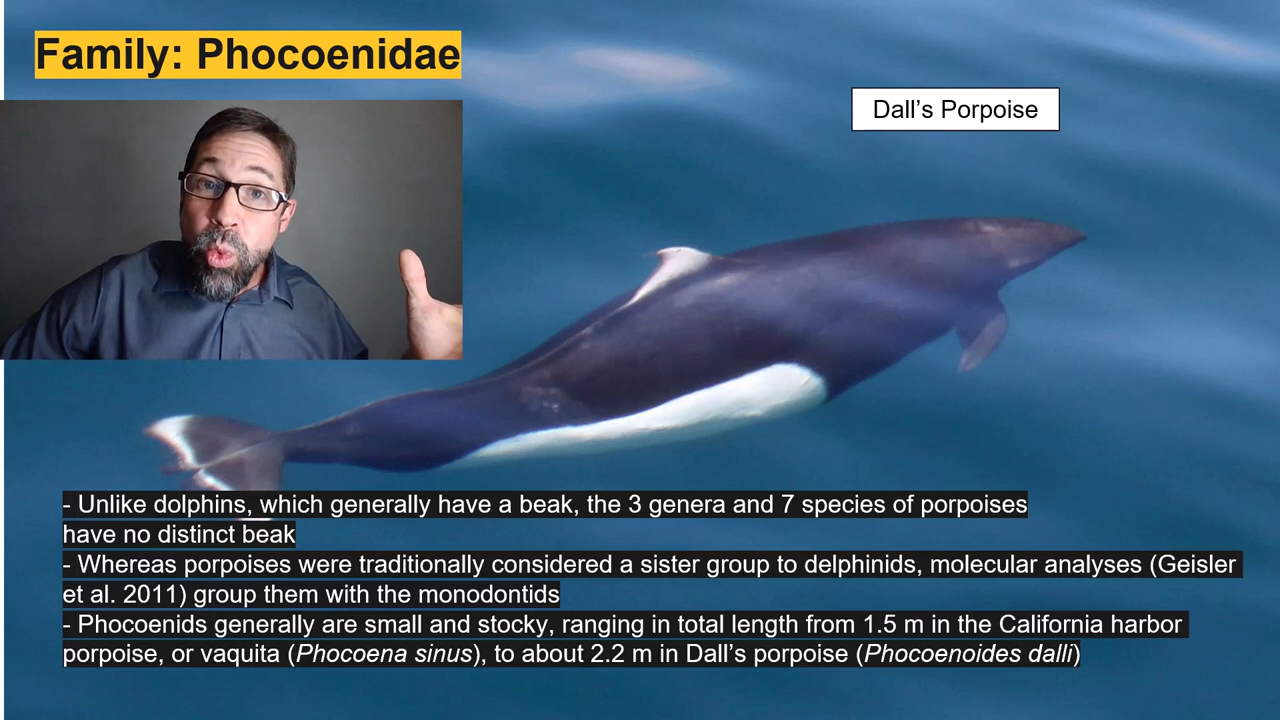 Family: Phocoenidae
Dall’s Porpoise
- Unlike dolphins, which generally have a beak, the 3 genera and 7 species of porpoises
have no distinct beak
- Whereas porpoises were traditionally considered a sister group to delphinids, molecular analyses (Geisler
et al. 2011) group them with the monodontids
- Phocoenids generally are small and stocky, ranging in total length from 1.5 m in the California harbor
porpoise, or vaquita (Phocoena sinus), to about 2.2 m in Dall’s porpoise (Phocoenoides dalli)